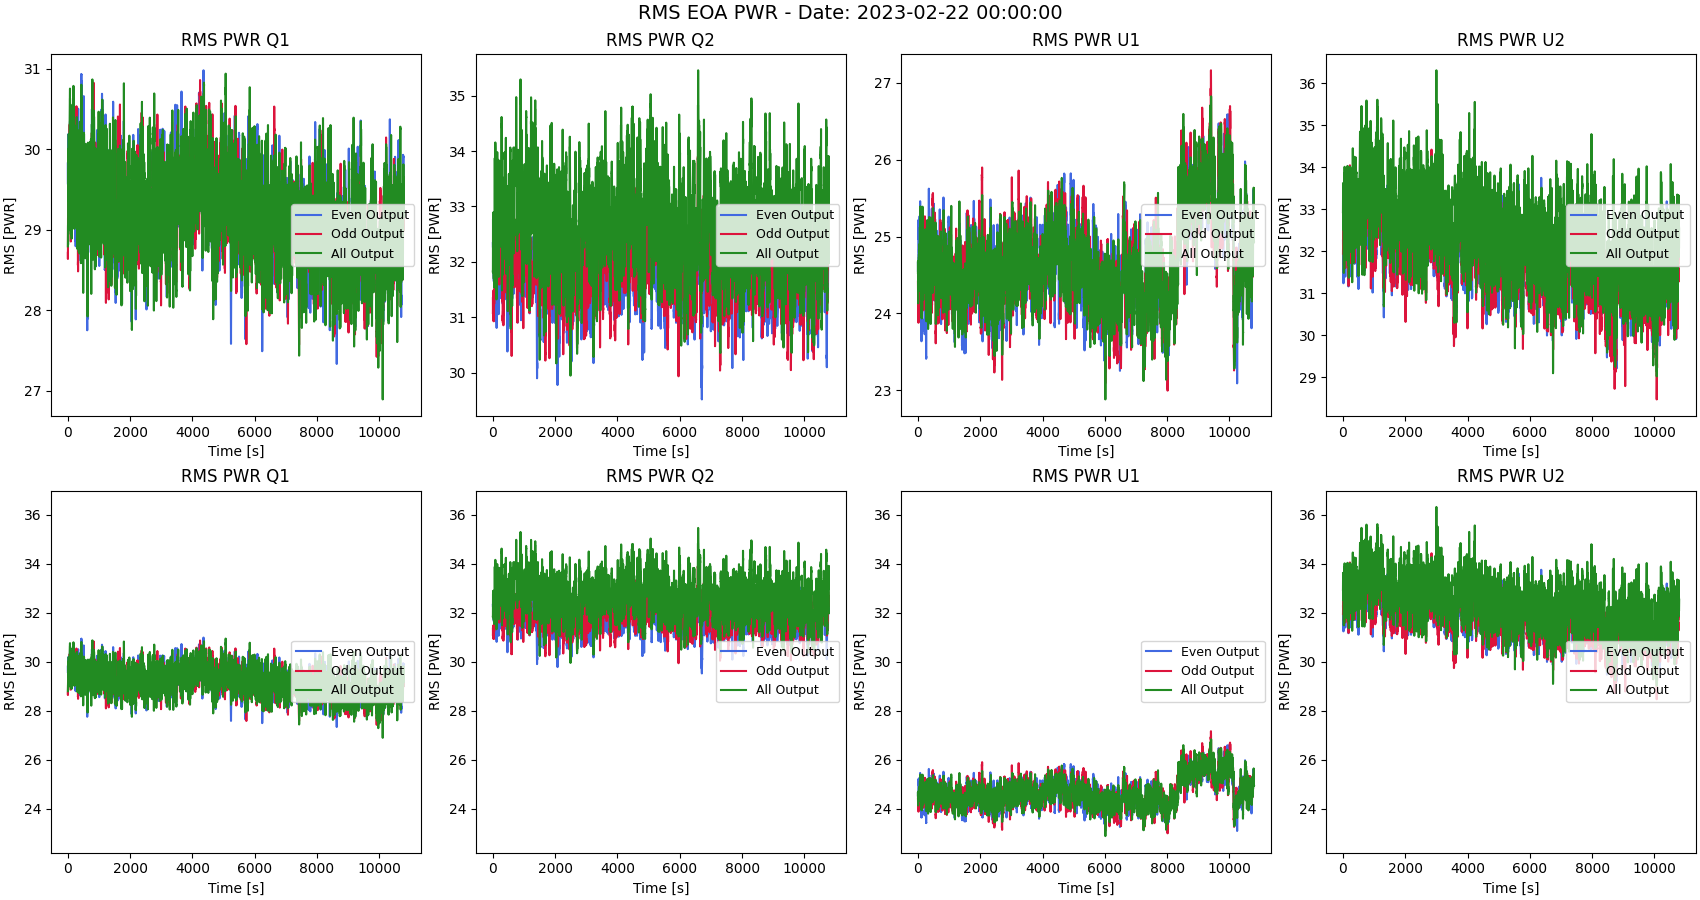 RMS EOA PWR - Date: 2023-02-22 00:00:00
RMS PWR Q1
RMS [PWR]
31
30
29
28
27
Even Output
Odd Output
All Output
0 2000 4000 6000 8000 10000
Time [s]
RMS PWR Q2
RMS [PWR]
35
34
33
32
31
30
Even Output
Odd Output
All Output
0 2000 4000 6000 8000 10000
Time [s]
RMS PWR U1
RMS [PWR]
27
26
25
24
23
Even Output
Odd Output
All Output
0 2000 4000 6000 8000 10000
Time [s]
RMS PWR U2
RMS [PWR]
36
35
34
33
32
31
30
29
Even Output
Odd Output
All Output
0 2000 4000 6000 8000 10000
Time [s]
RMS PWR Q1
RMS [PWR]
36
34
32
30
28
26
24
Even Output
Odd Output
All Output
0 2000 4000 6000 8000 10000
Time [s]
RMS PWR Q2
RMS [PWR]
36
34
32
30
28
26
24
Even Output
Odd Output
All Output
0 2000 4000 6000 8000 10000
Time [s]
RMS PWR U1
RMS [PWR]
36
34
32
30
28
26
24
Even Output
Odd Output
All Output
0 2000 4000 6000 8000 10000
Time [s]
RMS PWR U2
RMS [PWR]
36
34
32
30
28
26
24
Even Output
Odd Output
All Output
0 2000 4000 6000 8000 10000
Time [s]